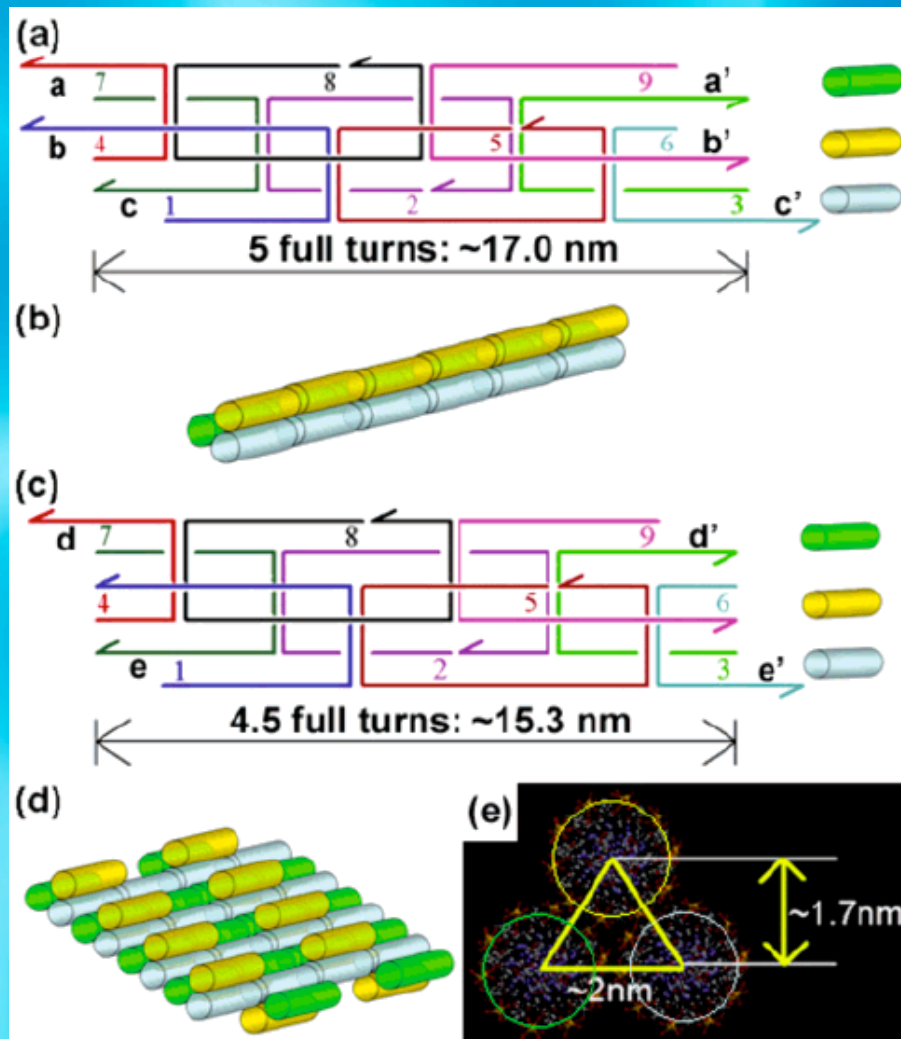 (a)
7 8 9
a a'
b 4 5 6 b'
c 1 2 3 c'
5 full turns: ~17.0 nm
(b)
(c)
d 7 8 9 d'
4 5 6
e 1 2 3 e'
4.5 full turns: ~15.3 nm
(d)
(e)
~1.7nm
~2nm